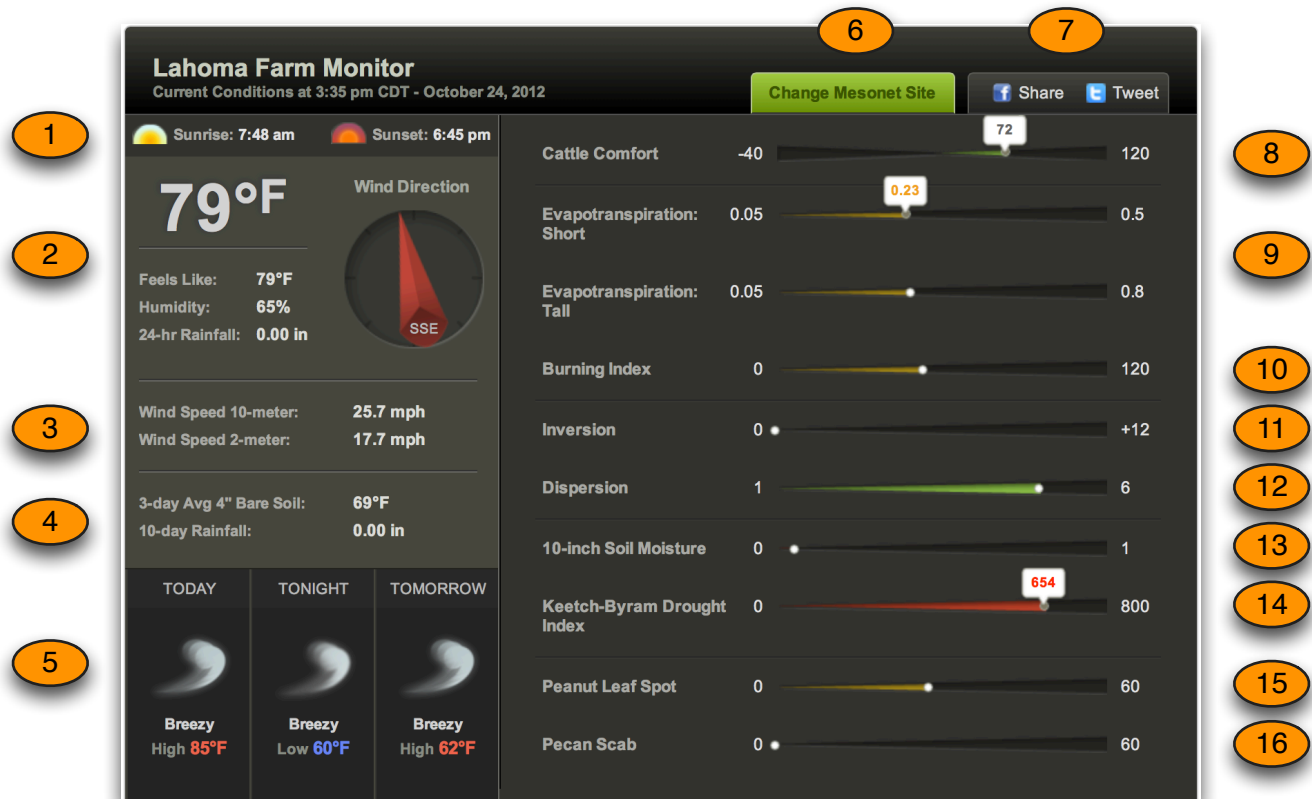 6
7
Lahoma Farm Monitor
Current Conditions at 3:35 pm CDT - October 24, 2012
Change Mesonet Site
Share
Tweet
1
Sunrise: 7:48 am
Sunset: 6:45 pm
79°F
Wind Direction
SSE
2
Feels Like: 79°F
Humidity: 65%
24-hr Rainfall: 0.00 in
3
Wind Speed 10-meter: 25.7 mph
Wind Speed 2-meter: 17.7 mph
4
3-day Avg 4" Bare Soil: 69°F
10-day Rainfall: 0.00 in
5
TODAY
Breezy
High 85°F
TONIGHT
Breezy
Low 60°F
TOMORROW
Breezy
High 62°F
72
Cattle Comfort -40 120
8
0.23
Evapotranspiration: 0.05 0.5
Short
9
Evapotranspiration: 0.05 0.8
Tall
Burning Index 0 120
10
Inversion 0 +12
11
Dispersion 1 6
12
10-inch Soil Moisture 0 1
13
654
Keetch-Byram Drought 0 800
Index
14
Peanut Leaf Spot 0 60
15
Pecan Scab 0 60
16